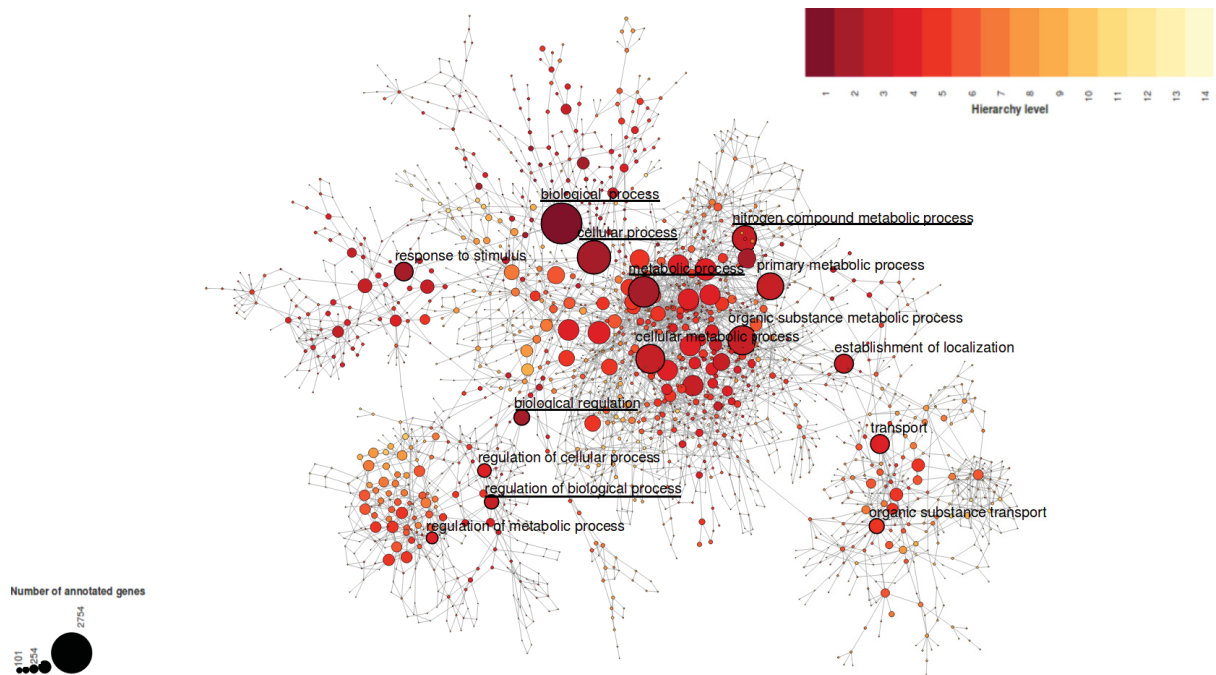 1 2 3 4 5 6 7 8 9 10 11 12 13 14
Hierarchy level
biological process
nitrogen compound metabolic process
cellular process
response to stimulus
metabolic process
primary metabolic process
organic substance metabolic process
cellular metabolic process
establishment of localization
biological regulation
transport
regulation of cellular process
regulation of biological process
organic substance transport
regulation of metabolic process
Number of annotated genes
101
254
2754